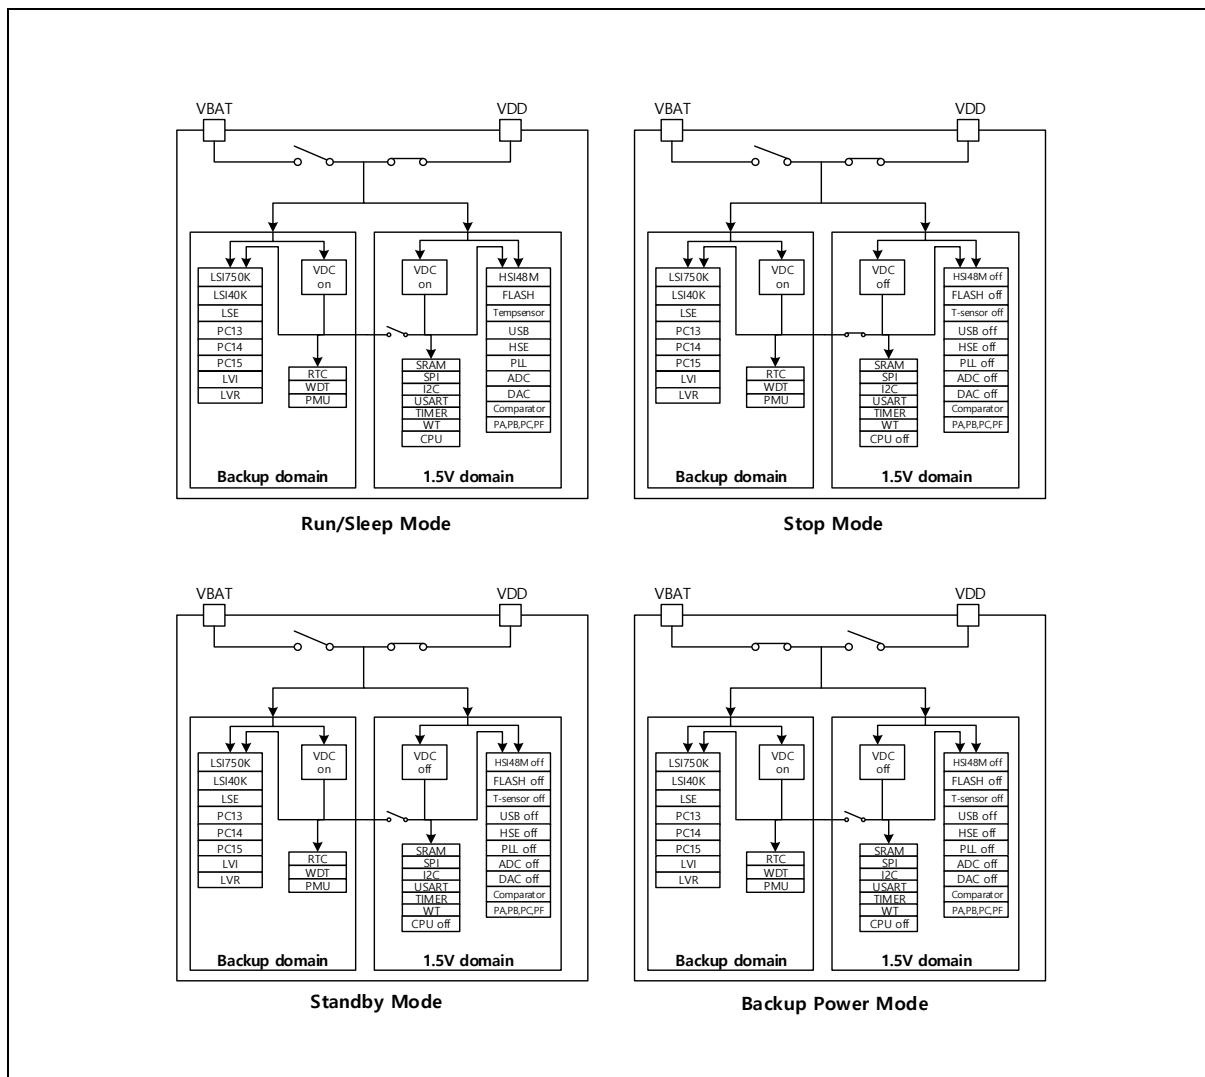 VBAT
VDD
LSI750K
LSI40K
LSE
PC13
PC14
PC15
LVI
LVR
VDC
on
RTC
WDT
PMU
Backup domain
VDC
on
SRAM
SPI
I2C
USART
TIMER
WT
CPU
HSI48M
FLASH
Tempsensor
USB
HSE
PLL
ADC
DAC
Comparator
PA,PB,PC,PF
1.5V domain
Run/Sleep Mode
VBAT
VDD
LSI750K
LSI40K
LSE
PC13
PC14
PC15
LVI
LVR
VDC
on
RTC
WDT
PMU
Backup domain
VDC
off
SRAM
SPI
I2C
USART
TIMER
WT
CPU off
HSI48M off
FLASH off
T-sensor off
USB off
HSE off
PLL off
ADC off
DAC off
Comparator
PA,PB,PC,PF
1.5V domain
Stop Mode
VBAT
VDD
LSI750K
LSI40K
LSE
PC13
PC14
PC15
LVI
LVR
VDC
on
RTC
WDT
PMU
Backup domain
VDC
off
SRAM
SPI
I2C
USART
TIMER
WT
CPU off
HSI48M off
FLASH off
T-sensor off
USB off
HSE off
PLL off
ADC off
DAC off
Comparator
PA,PB,PC,PF
1.5V domain
Standby Mode
VBAT
VDD
LSI750K
LSI40K
LSE
PC13
PC14
PC15
LVI
LVR
VDC
on
RTC
WDT
PMU
Backup domain
VDC
off
SRAM
SPI
I2C
USART
TIMER
WT
CPU off
HSI48M off
FLASH off
T-sensor off
USB off
HSE off
PLL off
ADC off
DAC off
Comparator
PA,PB,PC,PF
1.5V domain
Backup Power Mode